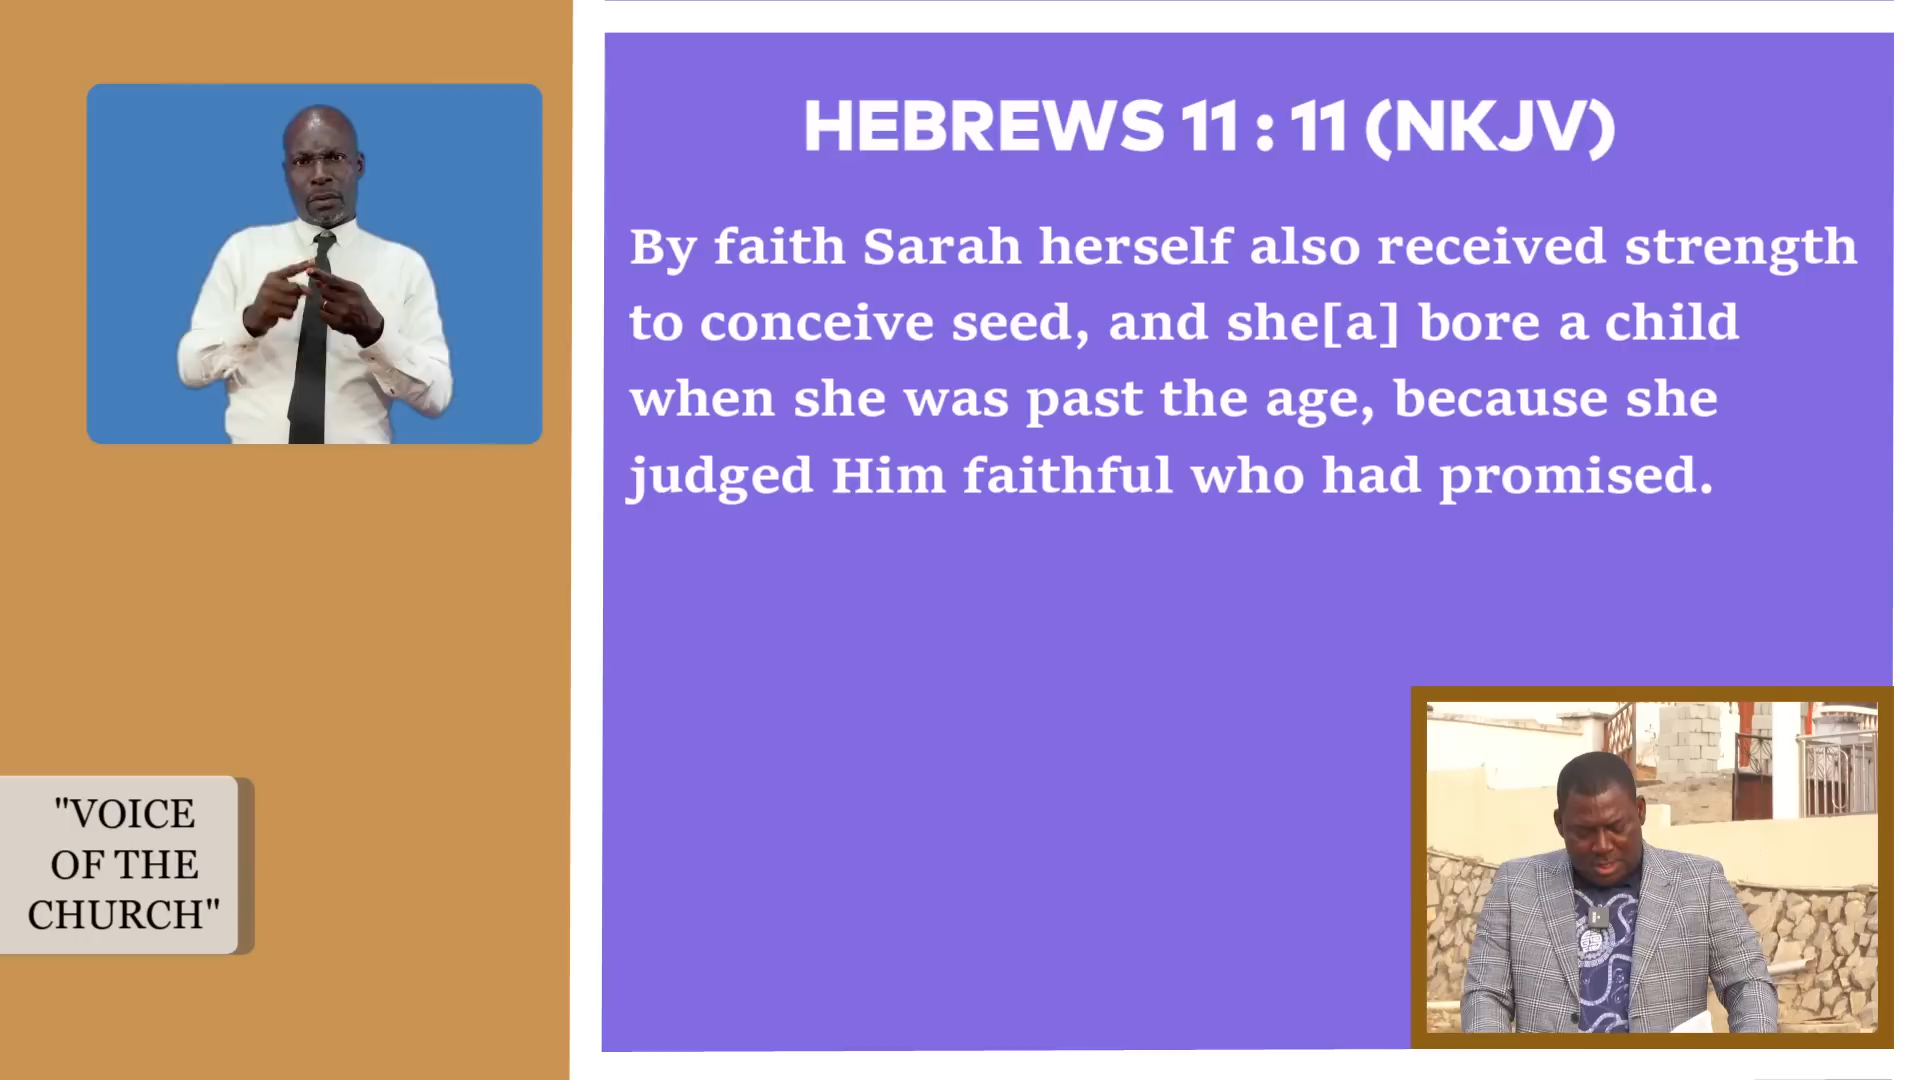 HEBREWS 11 : 11 (NKJV)
By faith Sarah herself also received strength
to conceive seed, and she[a] bore a child
when she was past the age, because she
judged Him faithful who had promised.
"VOICE
OF THE
CHURCH"